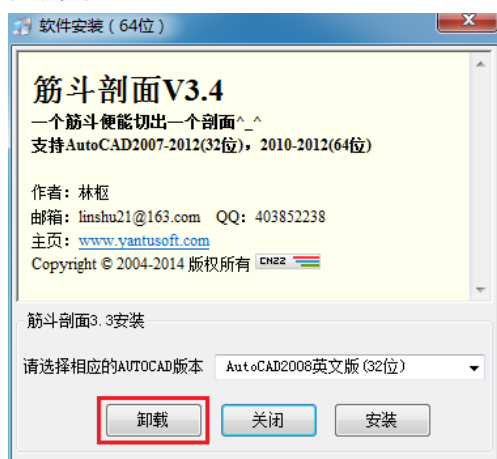 软件安装（64位）
X
筋斗剖面V3.4
一个筋斗便能切出一个剖面^_^
支持AutoCAD2007-2012(32位)，2010-2012(64位)
作者：林枢
邮箱：linshu21@163.com QQ：403852238
主页：www.yantusoft.com
Copyright © 2004-2014 版权所有 CNZZ
筋斗剖面3.3安装
请选择相应的AUTOCAD版本 AutoCAD2008英文版(32位)
卸载 关闭 安装